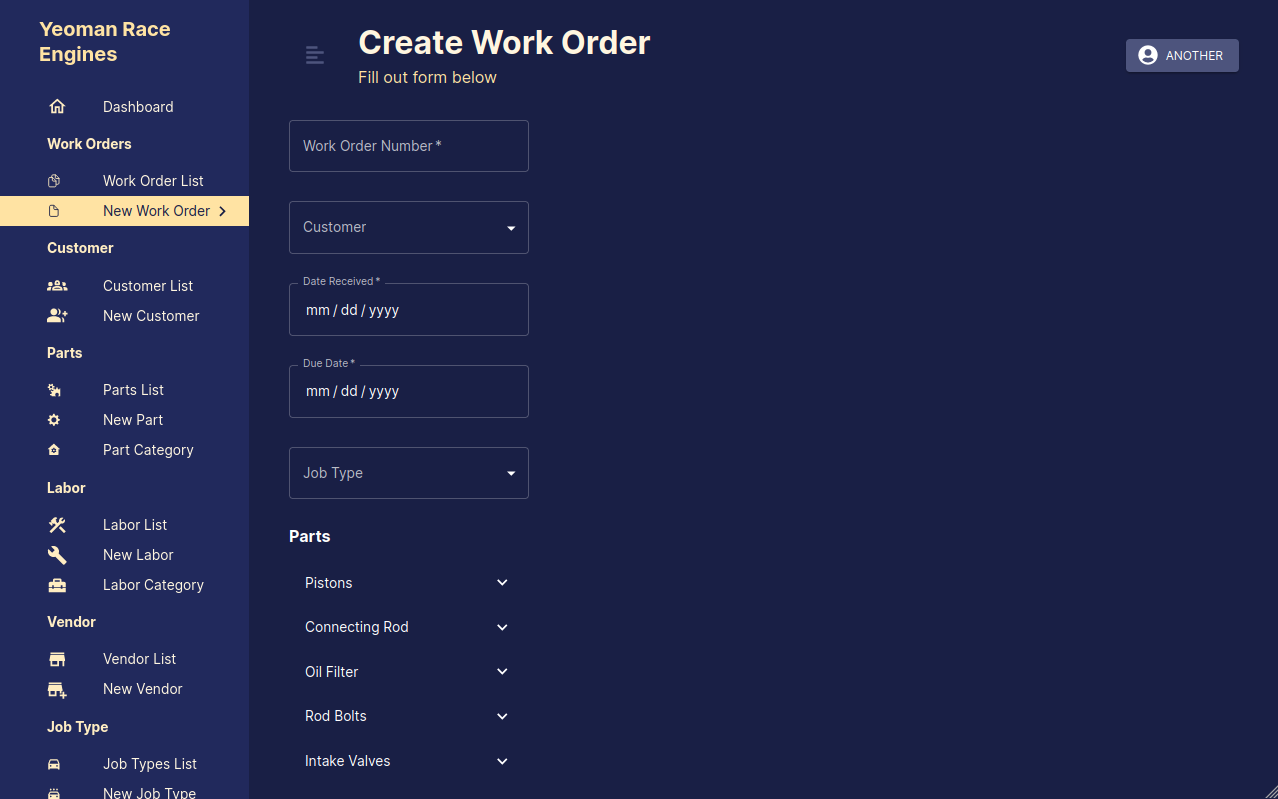 Yeoman Race
Engines
Dashboard
Work Orders
Work Order List
New Work Order
Customer
Customer List
New Customer
Parts
Parts List
New Part
Part Category
Labor
Labor List
New Labor
Labor Category
Vendor
Vendor List
New Vendor
Job Type
Job Types List
New Job Type
Create Work Order
Fill out form below
ANOTHER
Work Order Number *
Customer
Date Received *
mm / dd / yyyy
Due Date *
mm / dd / yyyy
Job Type
Parts
Pistons
Connecting Rod
Oil Filter
Rod Bolts
Intake Valves